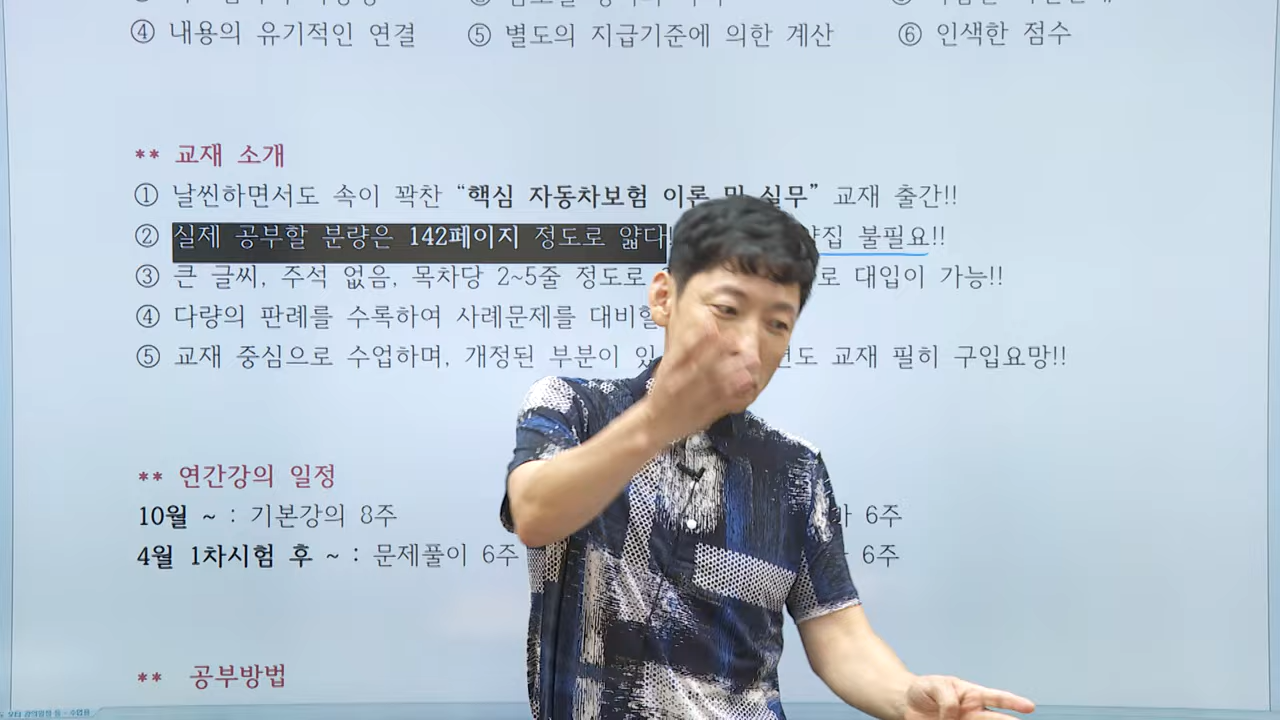 ④ 내용의 유기적인 연결 ⑤ 별도의 지급기준에 의한 계산 ⑥ 인색한 점수
** 교재 소개
① 날씬하면서도 속이 꽉찬 “핵심 자동차보험 이론 및 실무” 교재 출간!!
② 실제 공부할 분량은 142페이지 정도로 얇다 불필요!!
③ 큰 글씨, 주석 없음, 목차당 2~5줄 정도로 대입이 가능!!
④ 다량의 판례를 수록하여 사례문제를 대비할
⑤ 교재 중심으로 수업하며, 개정된 부분이 교재 필히 구입요망!!
** 연간강의 일정
10월 ~ : 기본강의 8주 6주
4월 1차시험 후 ~ : 문제풀이 6주 6주
** 공부방법